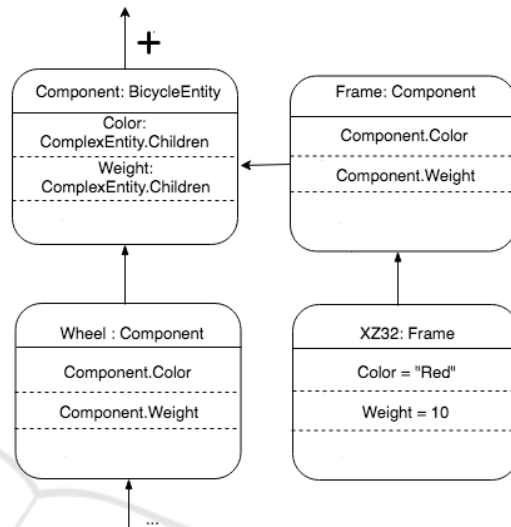 +
Component: BicycleEntity
Color:
ComplexEntity.Children
Weight:
ComplexEntity.Children
Frame: Component
Component.Color
Component.Weight
Wheel : Component
Component.Color
Component.Weight
XZ32: Frame
Color = "Red"
Weight = 10
...